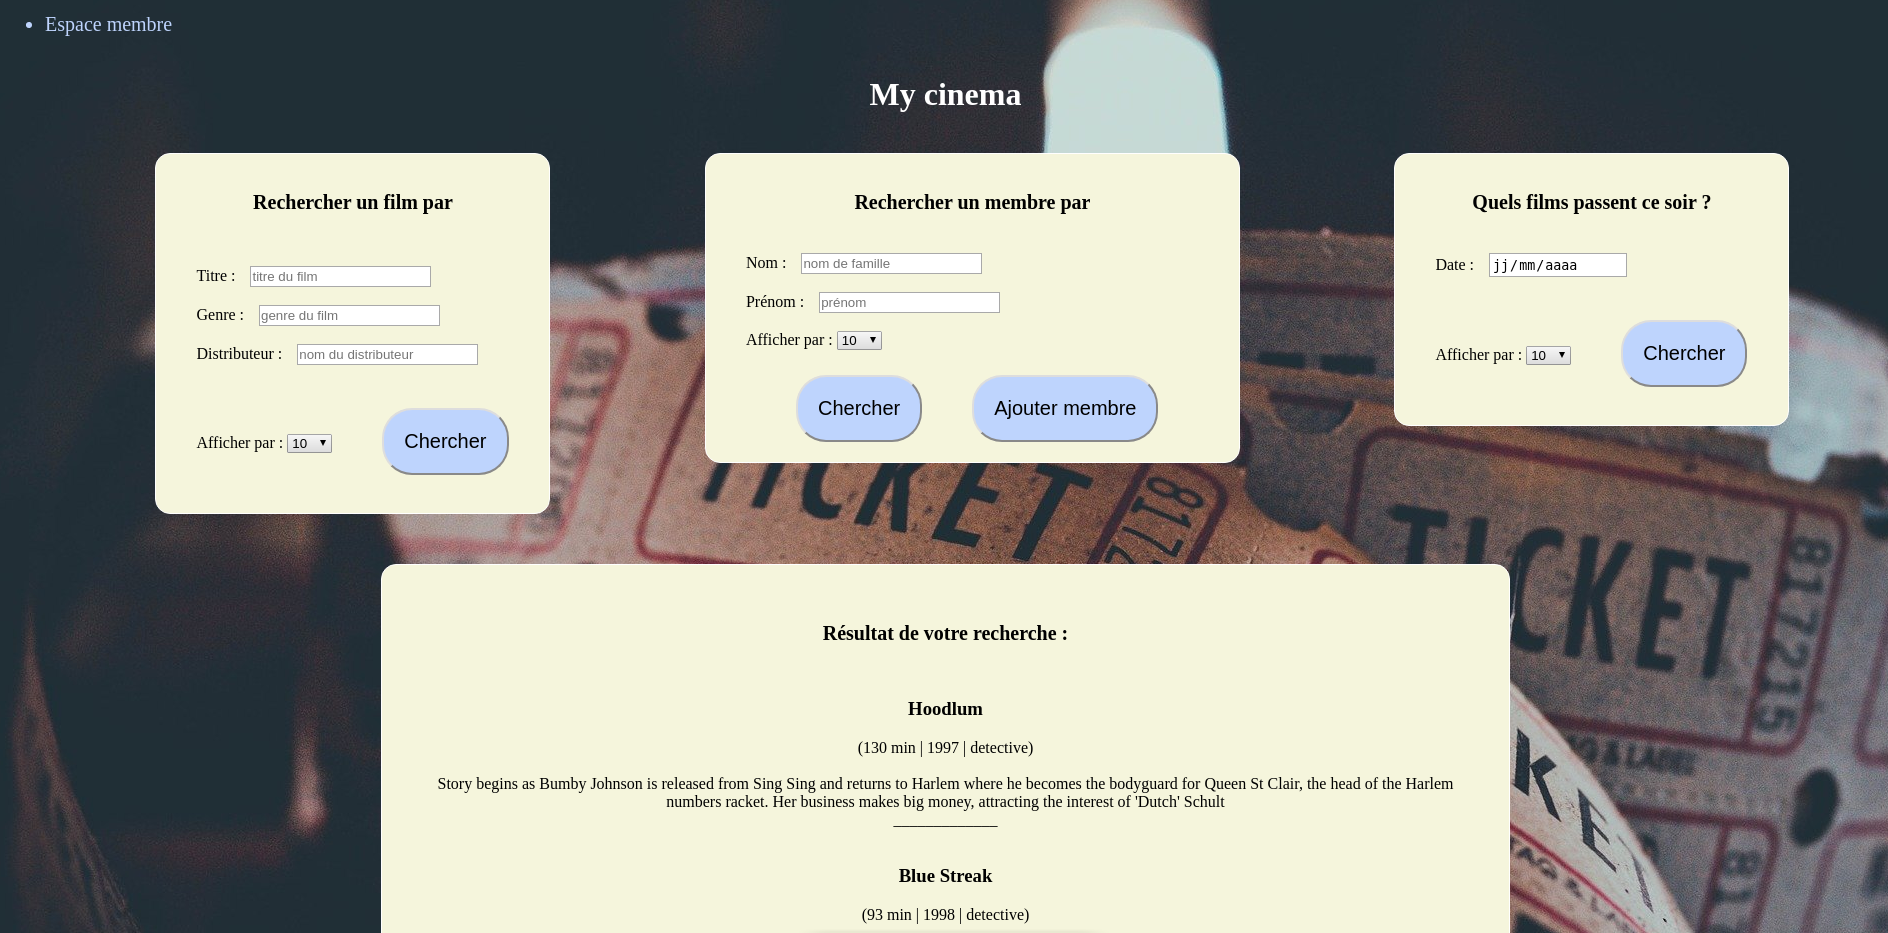 Espace membre
My cinema
Rechercher un film par
Titre : titre du film
Genre : genre du film
Distributeur : nom du distributeur
Afficher par : 10 Chercher
Rechercher un membre par
Nom : nom de famille
Prénom : prénom
Afficher par : 10
Chercher Ajouter membre
Quels films passent ce soir ?
Date : jj/mm/aaaa
Afficher par : 10 Chercher
TICKET
8172
TICKET
817215
Résultat de votre recherche :
Hoodlum
(130 min | 1997 | detective)
Story begins as Bumby Johnson is released from Sing Sing and returns to Harlem where he becomes the bodyguard for Queen St Clair, the head of the Harlem
numbers racket. Her business makes big money, attracting the interest of 'Dutch' Schult
Blue Streak
(93 min | 1998 | detective)